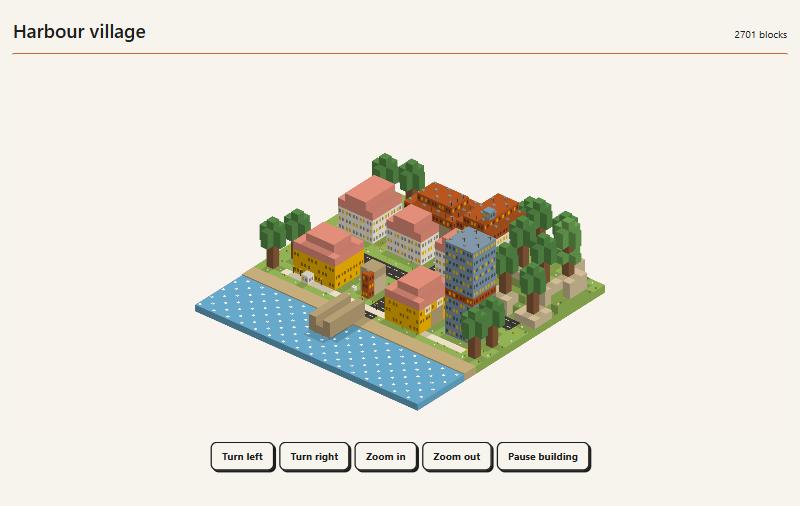 Harbour village
2701 blocks
Turn left
Turn right
Zoom in
Zoom out
Pause building